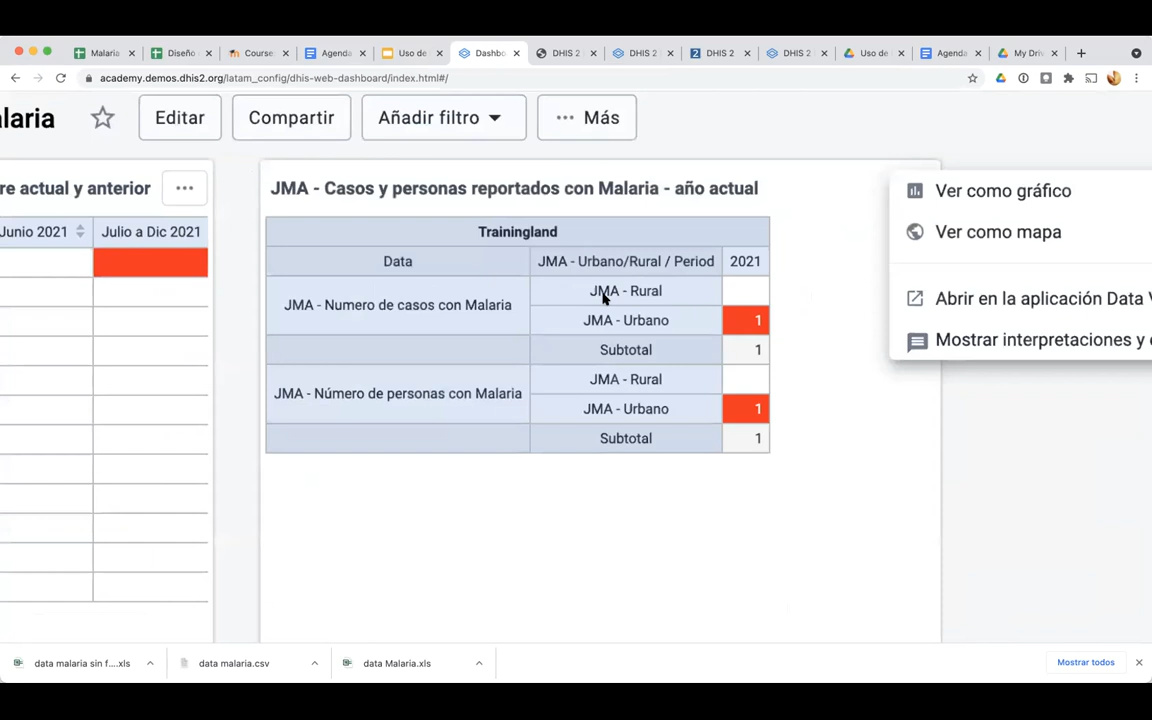 Malaria
Diseño
Course
Agenda
Uso de
Dashbo
DHIS 2
DHIS 2
DHIS 2
DHIS 2
Uso de
Agenda
My Driv
academy.demos.dhis2.org/latam_config/dhis-web-dashboard/index.html#/
laria
Editar
Compartir
Añadir filtro
Más
re actual y anterior
JMA - Casos y personas reportados con Malaria - año actual
Junio 2021
Julio a Dic 2021
Trainingland
Data
JMA - Urbano/Rural / Period
2021
JMA - Numero de casos con Malaria
JMA - Rural
JMA - Urbano
1
Subtotal
1
JMA - Número de personas con Malaria
JMA - Rural
JMA - Urbano
1
Subtotal
1
Ver como gráfico
Ver como mapa
Abrir en la aplicación Data V
Mostrar interpretaciones y
data malaria sin f....xls
data malaria.csv
data Malaria.xls
Mostrar todos